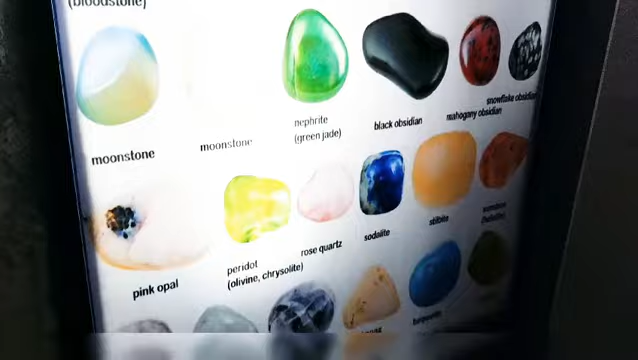 (bloodstone)
moonstone
moonstone
nephrite
(green jade)
black obsidian
mahogany obsidian
snowflake obsidian
pink opal
peridot
(olivine, chrysolite)
rose quartz
sodalite
stilbite